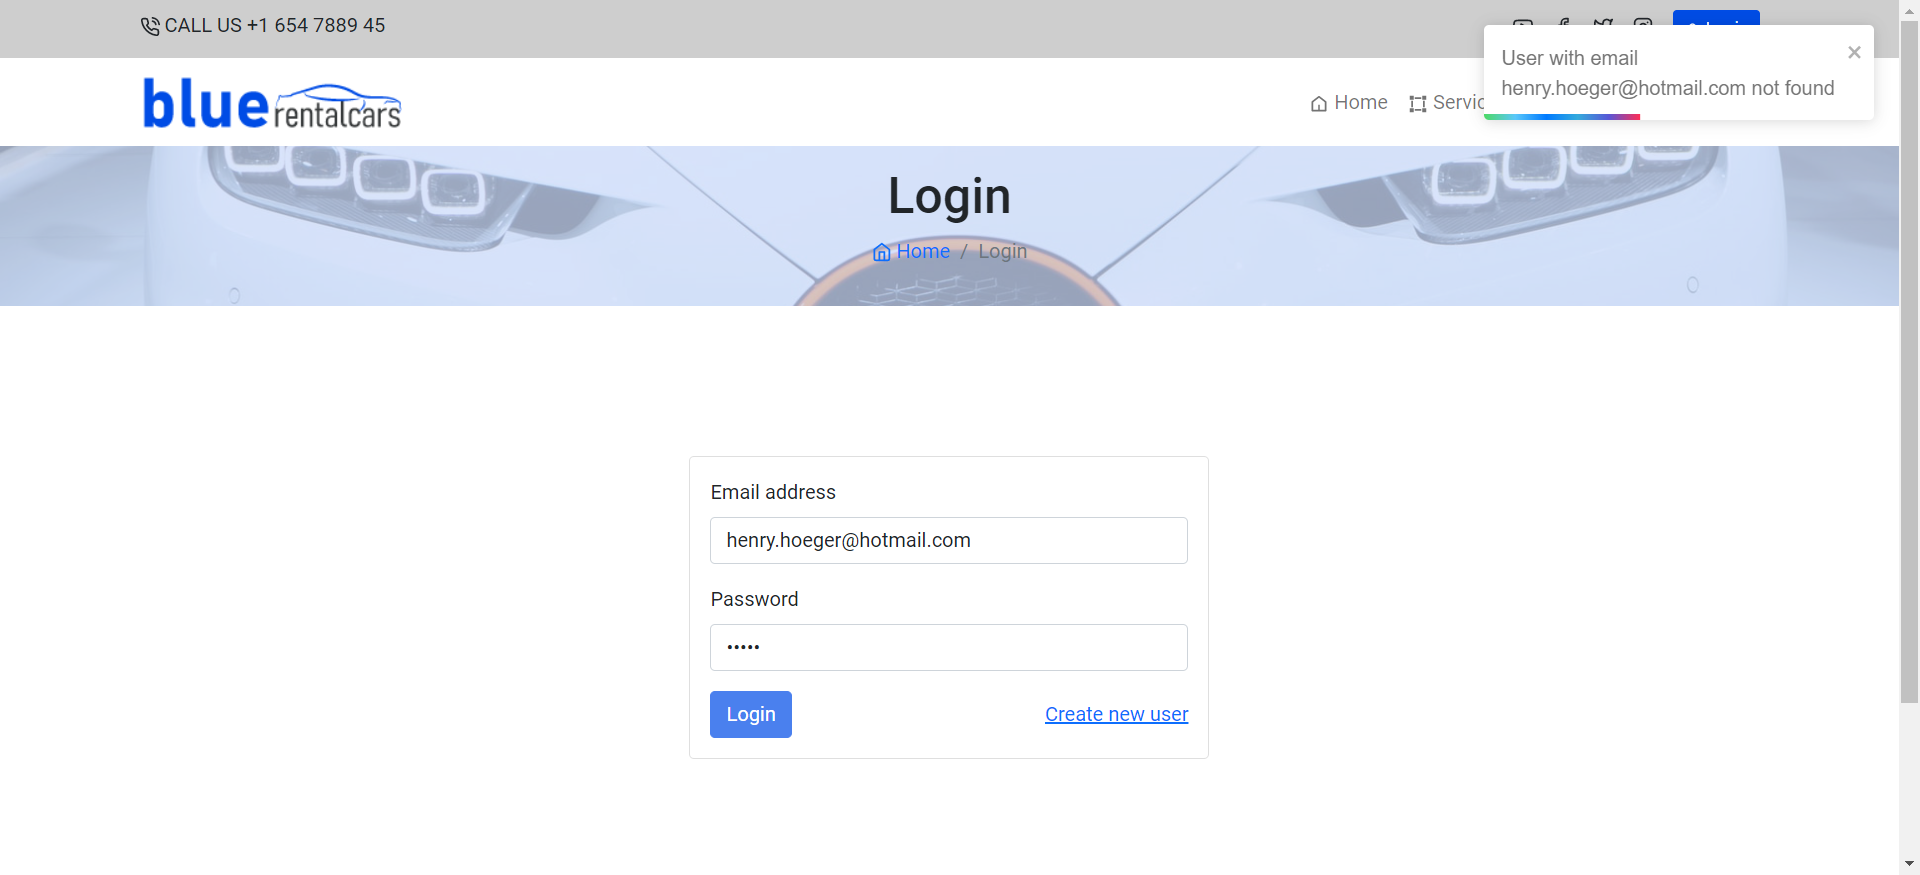 CALL US +1 654 7889 45
User with email
henry.hoeger@hotmail.com not found
blue rentalcars
Home
Login
Home / Login
Email address
henry.hoeger@hotmail.com
Password
•••••
Login
Create new user